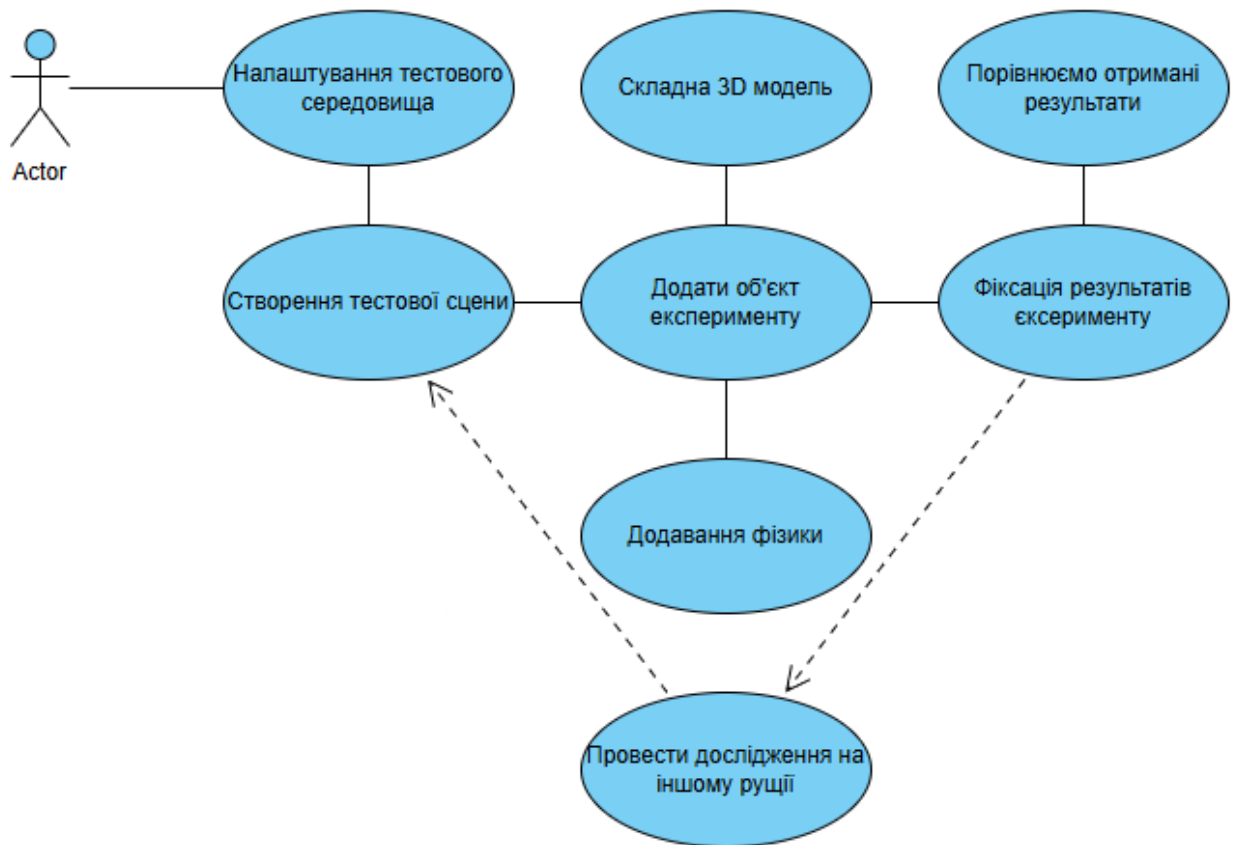 Налаштування тестового
середовища
Складна 3D модель
Порівнюємо отримані
результати
Actor
Створення тестової сцени
Додати об'єкт
експерименту
Фіксація результатів
єксерименту
Додавання фізики
Провести дослідження на
іншому рущії